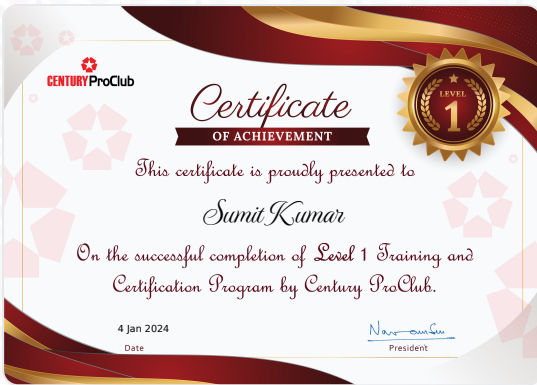 CENTURY ProClub
LEVEL
1
Certificate
OF ACHIEVEMENT
This certificate is proudly presented to
Sumit Kumar
On the successful completion of Level 1 Training and
Certification Program by Century ProClub.
4 Jan 2024
Date
President